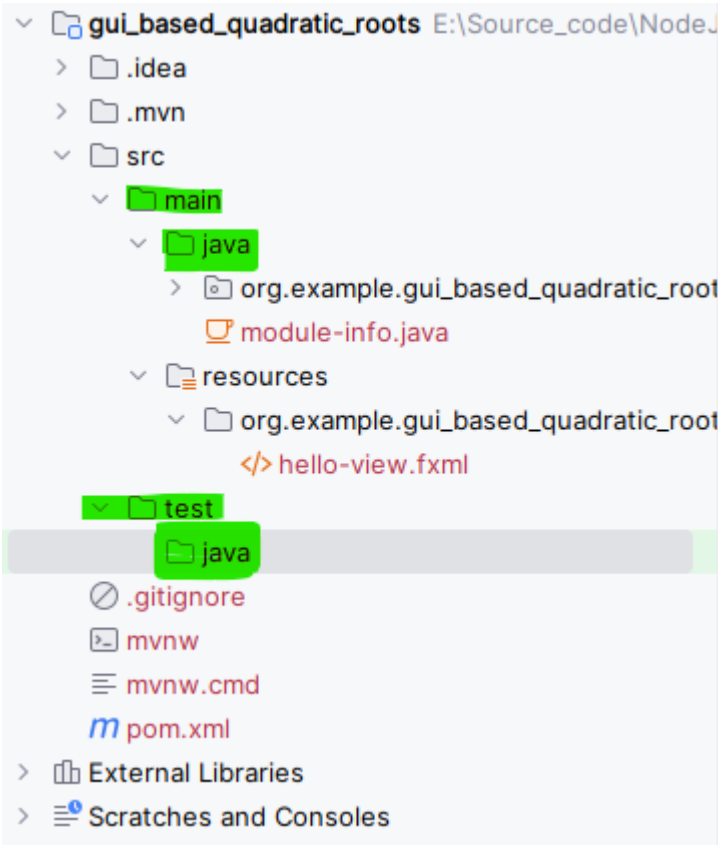 gui_based_quadratic_roots E:\Source_code\NodeJ
.idea
.mvn
src
main
java
org.example.gui_based_quadratic_root
module-info.java
resources
org.example.gui_based_quadratic_root
</> hello-view.fxml
test
java
.gitignore
mvnw
mvnw.cmd
m pom.xml
External Libraries
Scratches and Consoles